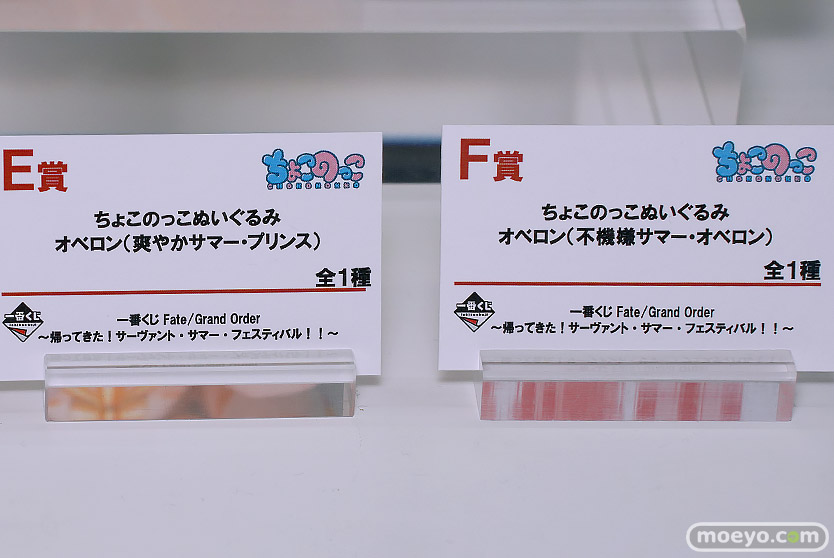 E賞
ちょこのっこ
CHOKONOKKO
ちょこのっこぬいぐるみ
オベロン（爽やかサマー・プリンス）
全1種
一番くじ
ichibankuji
一番くじ Fate/Grand Order
～帰ってきた！サーヴァント・サマー・フェスティバル！！～
F賞
ちょこのっこ
CHOKONOKKO
ちょこのっこぬいぐるみ
オベロン（不機嫌サマー・オベロン）
全1種
一番くじ
ichibankuji
一番くじ Fate/Grand Order
～帰ってきた！サーヴァント・サマー・フェスティバル！！～
moeyo.com